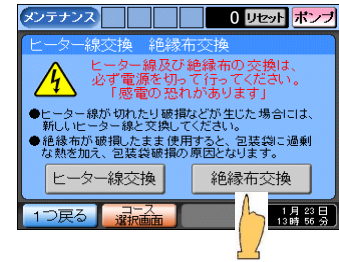 メンテナンス 0 リセット ポンプ
ヒーター線交換 絶縁布交換
ヒーター線及び絶縁布の交換は、
必ず電源を切って行ってください。
「感電の恐れがあります」
●ヒーター線が切れたり破損などが生じた場合には、
新しいヒーター線と交換してください。
●絶縁布が破損したまま使用すると、包装袋に過剰
な熱を加え、包装袋破損の原因となります。
ヒーター線交換 絶縁布交換
1つ戻る コース 1月23日
選択画面 13時56分